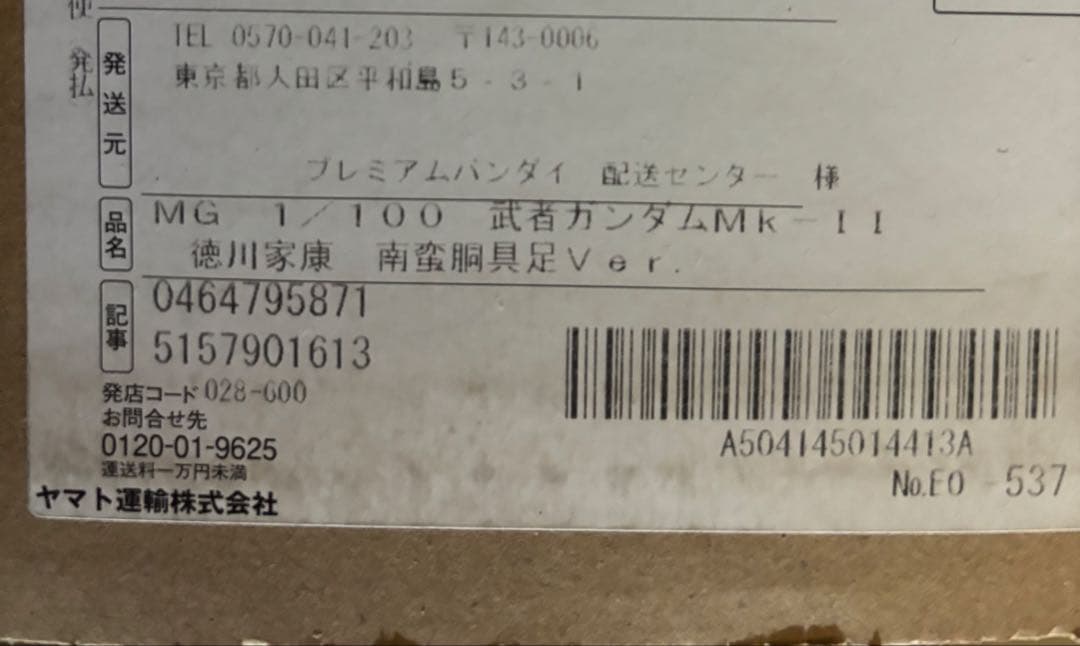 発払
発送元
TEL 0570-041-203 〒143-0006
東京都大田区平和島5-3-1
プレミアムバンダイ 配送センター 様
品名
MG 1/100 武者ガンダムMk-II
徳川家康 南蛮胴具足Ver.
記事
0464795871
5157901613
発店コード028-600
お問合せ先
0120-01-9625
運送料一万円未満
ヤマト運輸株式会社
A504145014413A
No.EO -537